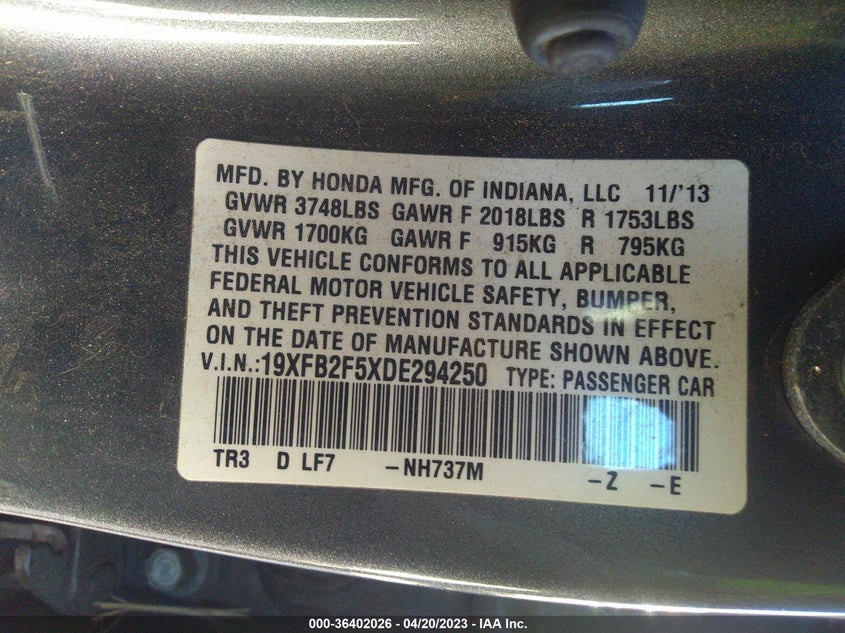 MFD. BY HONDA MFG. OF INDIANA, LLC 11/'13
GVWR 3748LBS GAWR F 2018LBS R 1753LBS
GVWR 1700KG GAWR F 915KG R 795KG
THIS VEHICLE CONFORMS TO ALL APPLICABLE
FEDERAL MOTOR VEHICLE SAFETY, BUMPER,
AND THEFT PREVENTION STANDARDS IN EFFECT
ON THE DATE OF MANUFACTURE SHOWN ABOVE.
V.I.N.:19XFB2F5XDE294250 TYPE: PASSENGER CAR
TR3 D LF7 –NH737M –Z –E
000-36402026 - 04/20/2023 - IAA Inc.